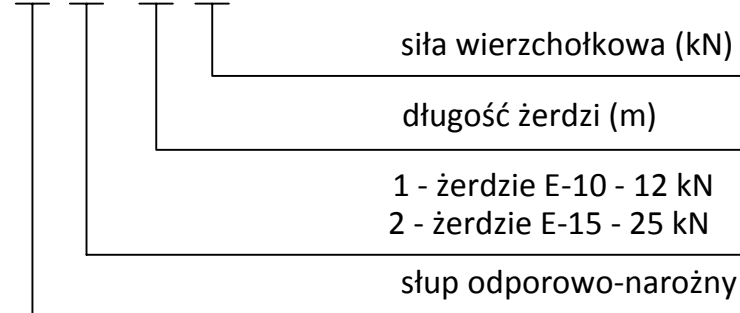 siła wierzchołkowa (kN)
długość żerdzi (m)
1 - żerdzie E-10 - 12 kN
2 - żerdzie E-15 - 25 kN
słup odporowo-narożny